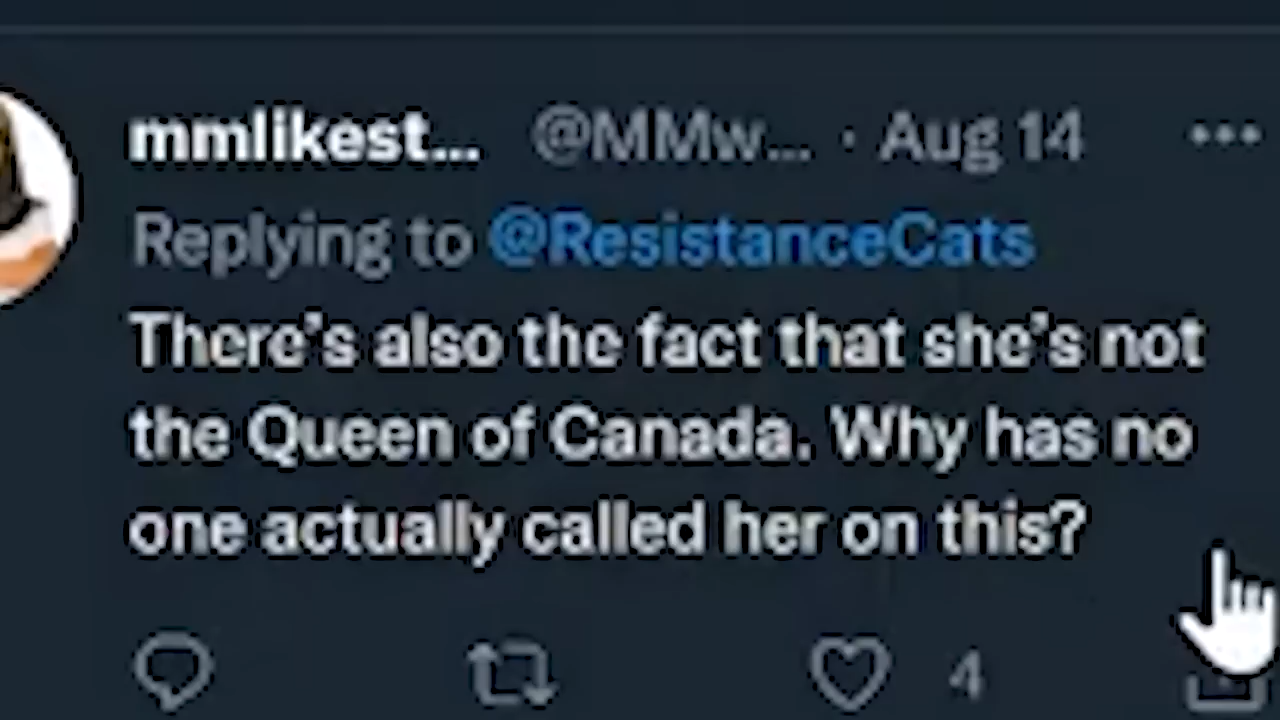 mmlikest... @MMw... · Aug 14 ...
Replying to @ResistanceCats
There's also the fact that she's not
the Queen of Canada. Why has no
one actually called her on this?
4